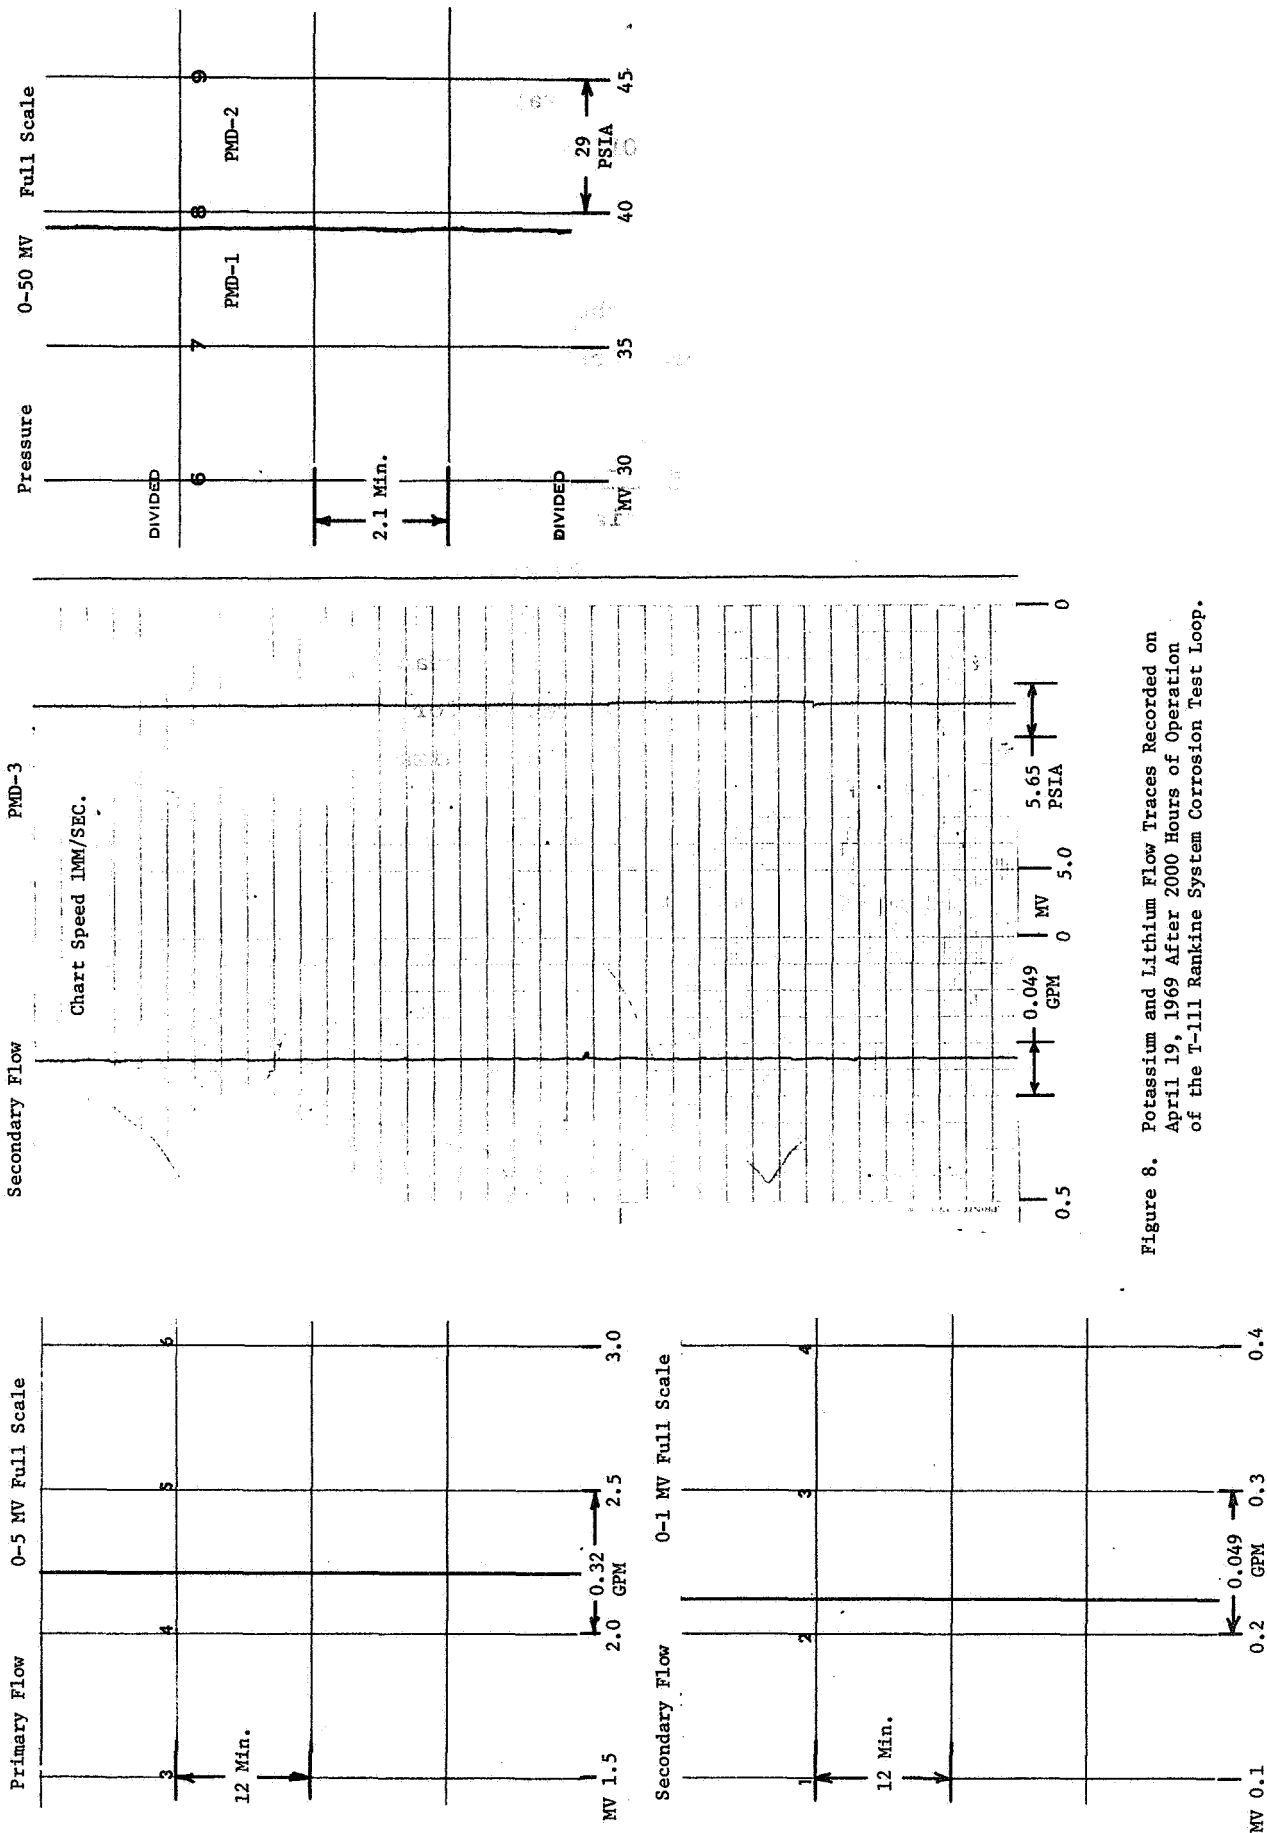 Primary Flow 0-5 MV Full Scale
3 4 5 6
12 Min.
0.32
GPM
MV 1.5 2.0 2.5 3.0
Secondary Flow 0-1 MV Full Scale
1 2 3 4
12 Min.
0.049
GPM
MV 0.1 0.2 0.3 0.4
Secondary Flow PMD-3
Chart Speed 1MM/SEC.
0.049
GPM
5.65
PSIA
0.5 0 MV 5.0 0
Pressure 0-50 MV Full Scale
DIVIDED
6 7 8 9
PMD-1 PMD-2
2.1 Min.
29
PSIA
DIVIDED
MV 30 35 40 45
Figure 8. Potassium and Lithium Flow Traces Recorded on
April 19, 1969 After 2000 Hours of Operation
of the T-111 Rankine System Corrosion Test Loop.